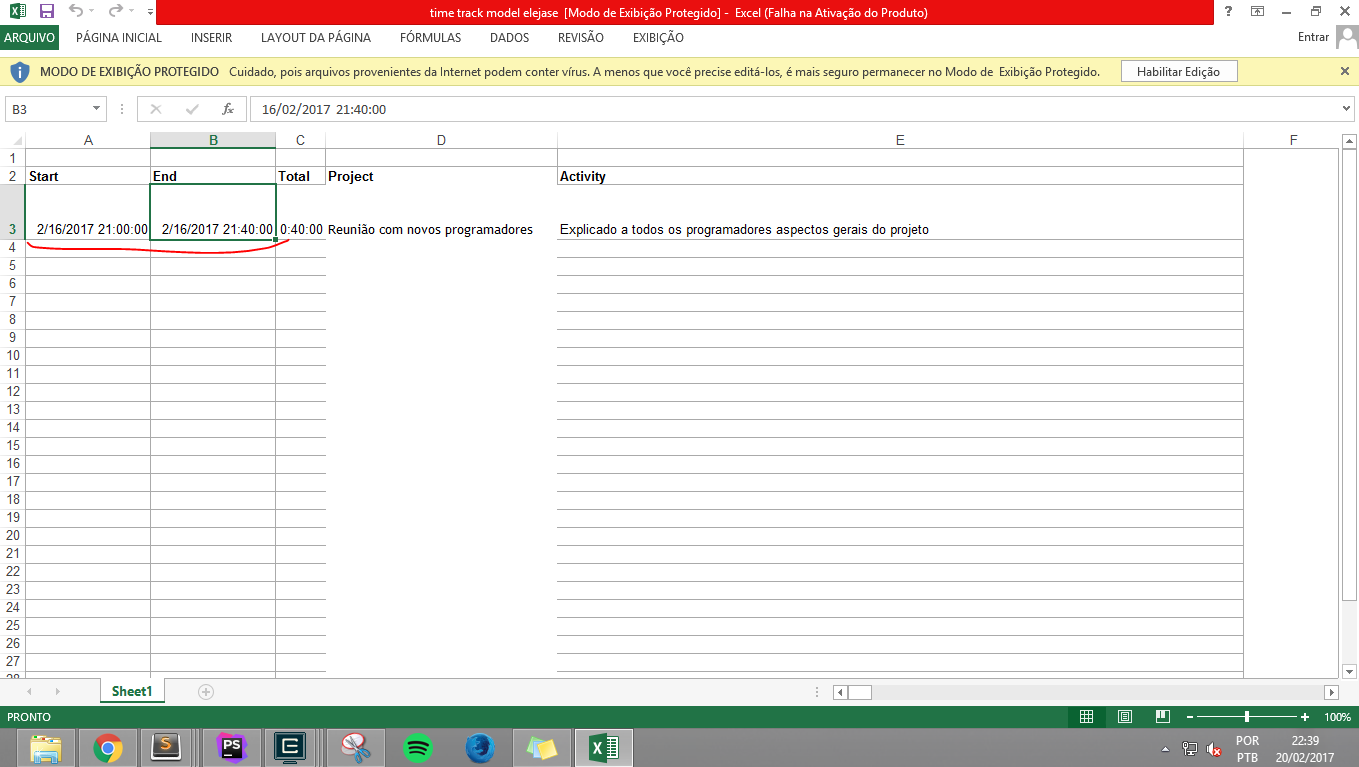 time track model elejase [Modo de Exibição Protegido] - Excel (Falha na Ativação do Produto)
?
ARQUIVO PÁGINA INICIAL INSERIR LAYOUT DA PÁGINA FÓRMULAS DADOS REVISÃO EXIBIÇÃO Entrar
MODO DE EXIBIÇÃO PROTEGIDO Cuidado, pois arquivos provenientes da Internet podem conter vírus. A menos que você precise editá-los, é mais seguro permanecer no Modo de Exibição Protegido. Habilitar Edição
B3 fx 16/02/2017 21:40:00
A B C D E F
1
2 Start End Total Project Activity
3 2/16/2017 21:00:00 2/16/2017 21:40:00 0:40:00 Reunião com novos programadores Explicado a todos os programadores aspectos gerais do projeto
4
5
6
7
8
9
10
11
12
13
14
15
16
17
18
19
20
21
22
23
24
25
26
27
28
Sheet1
PRONTO 100%
S PS E X
POR 22:39
PTB 20/02/2017